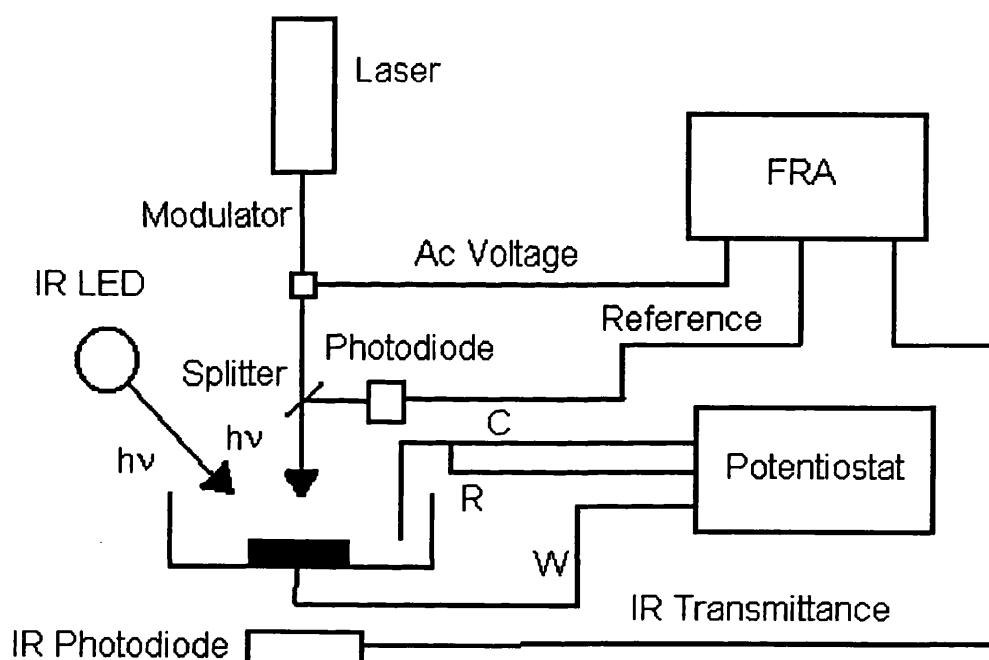 Laser
FRA
Modulator
Ac Voltage
IR LED
Reference
Photodiode
Splitter
C
hν
hν
Potentiostat
R
W
IR Transmittance
IR Photodiode